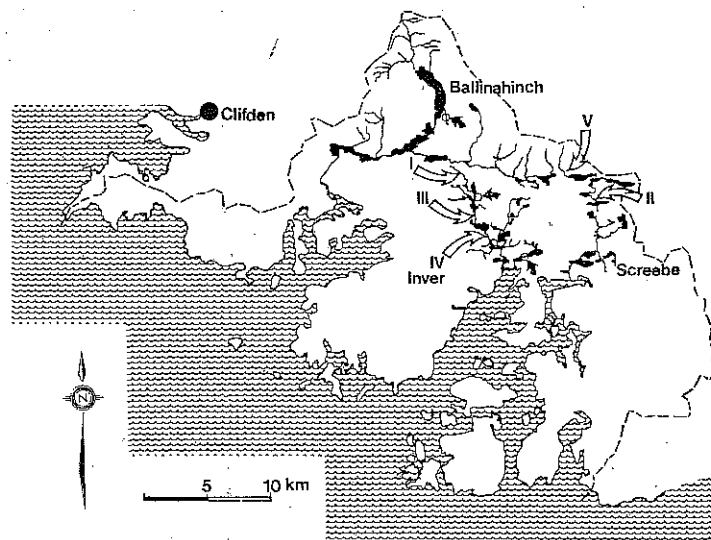 Ballinahinch
Clifden
V
I
II
III
IV
Inver
Screebe
N
5 10 km